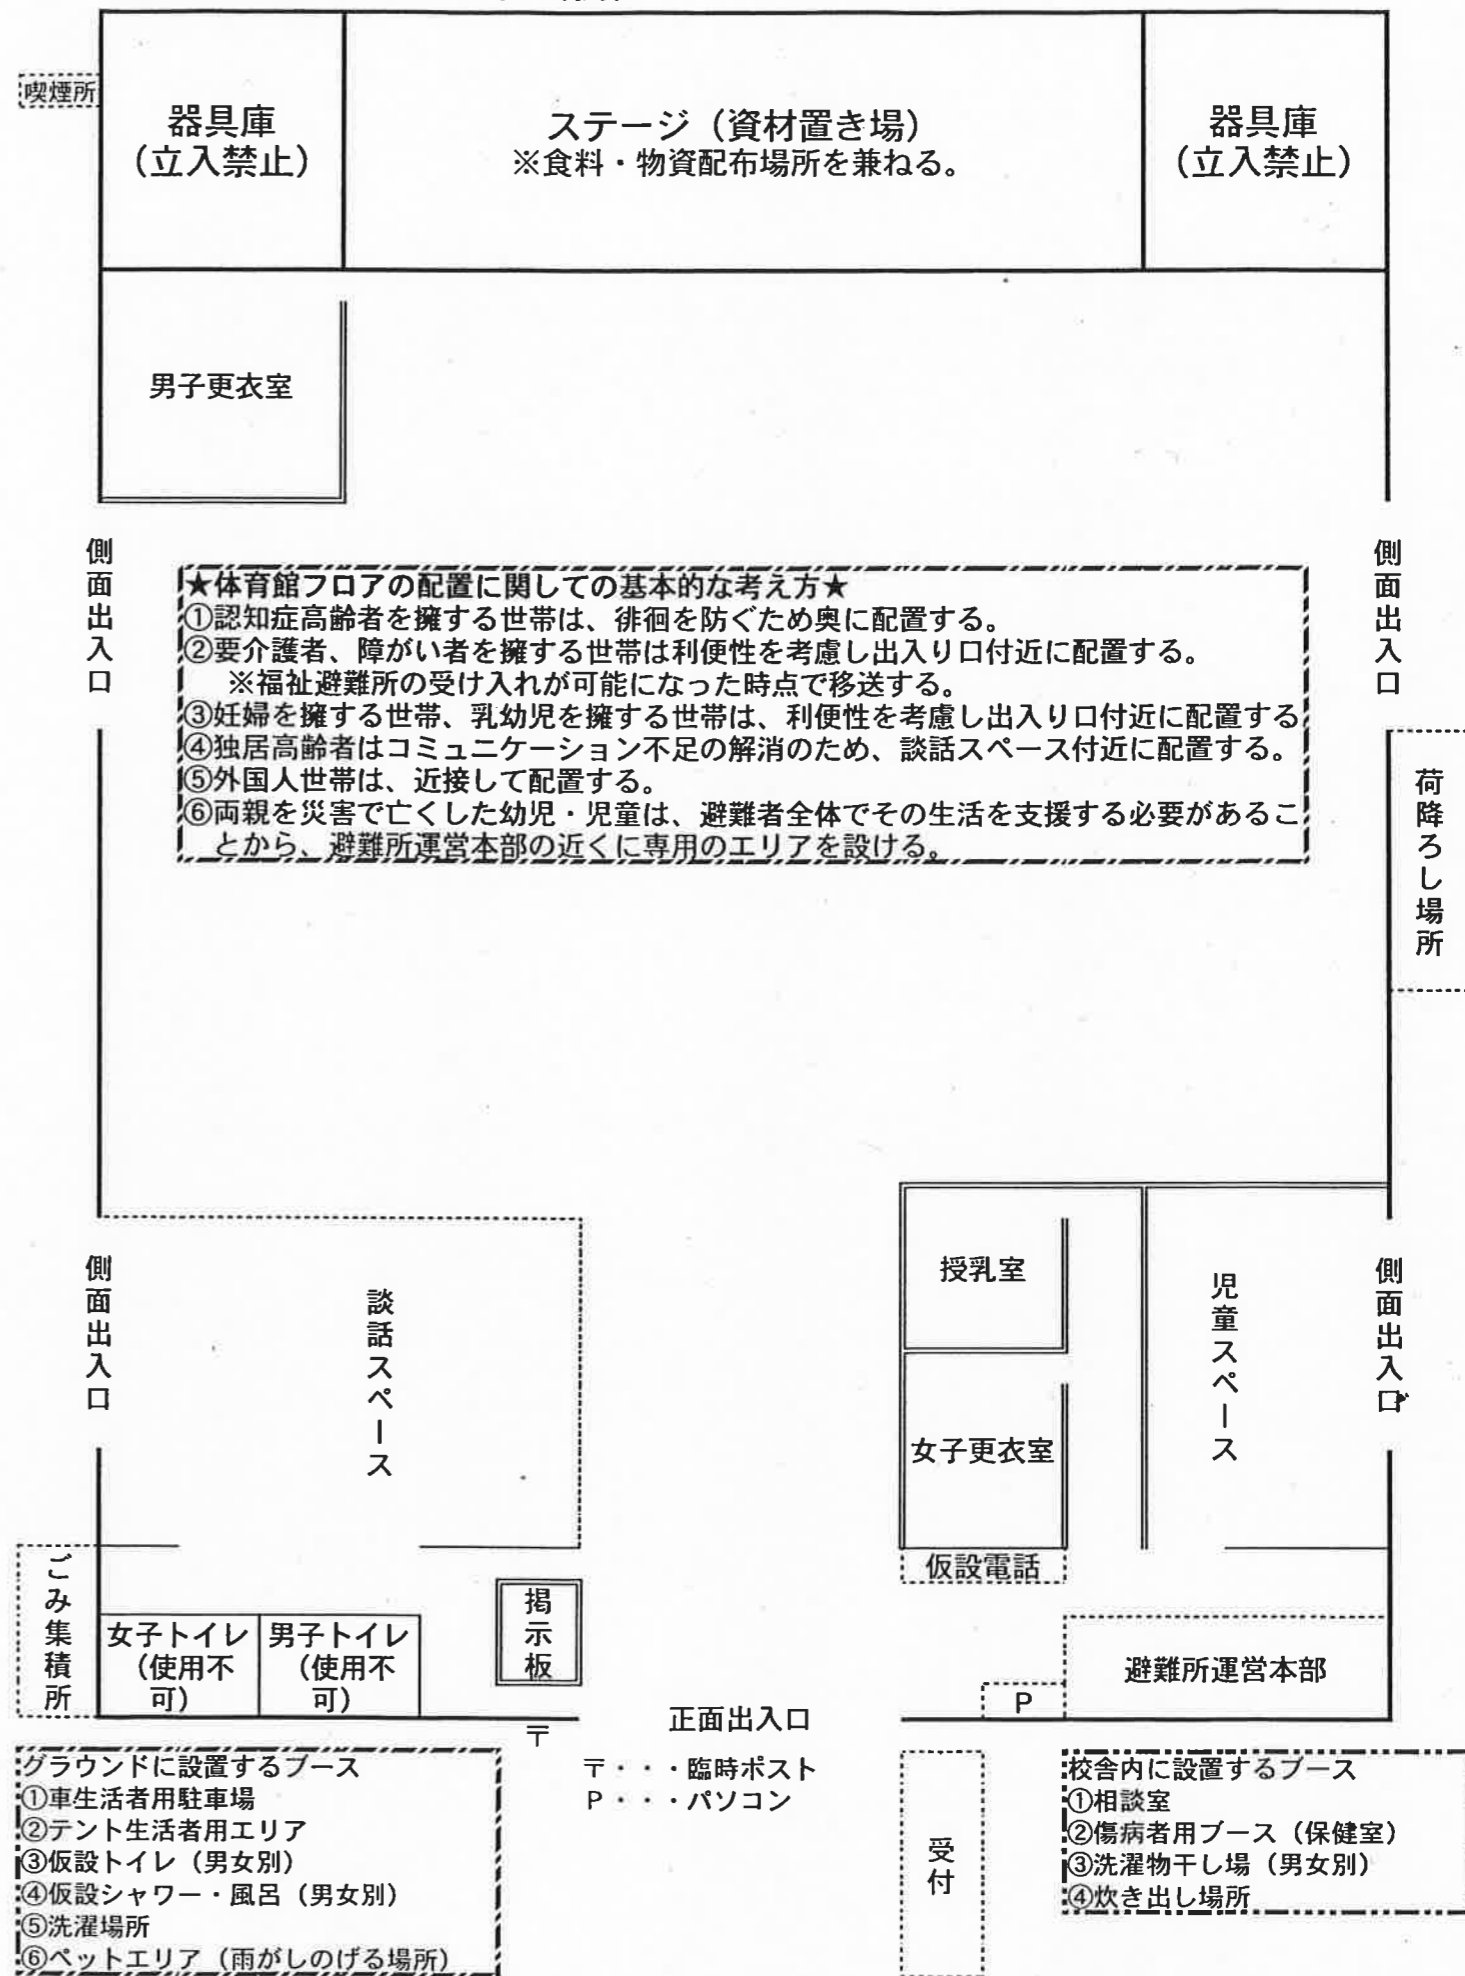 喫煙所
器具庫
（立入禁止）
ステージ（資材置き場）
※食料・物資配布場所を兼ねる。
器具庫
（立入禁止）
男子更衣室
側面出入口
側面出入口
★体育館フロアの配置に関しての基本的な考え方★
①認知症高齢者を擁する世帯は、徘徊を防ぐため奥に配置する。
②要介護者、障がい者を擁する世帯は利便性を考慮し出入り口付近に配置する。
※福祉避難所の受け入れが可能になった時点で移送する。
③妊婦を擁する世帯、乳幼児を擁する世帯は、利便性を考慮し出入り口付近に配置する
④独居高齢者はコミュニケーション不足の解消のため、談話スペース付近に配置する。
⑤外国人世帯は、近接して配置する。
⑥両親を災害で亡くした幼児・児童は、避難者全体でその生活を支援する必要があるこ
とから、避難所運営本部の近くに専用のエリアを設ける。
荷降ろし場所
側面出入口
談話スペース
授乳室
児童スペース
側面出入口
女子更衣室
仮設電話
ごみ集積所
女子トイレ
（使用不
可）
男子トイレ
（使用不
可）
掲示板
避難所運営本部
P
正面出入口
〒
〒・・・臨時ポスト
P・・・パソコン
受付
グラウンドに設置するブース
①車生活者用駐車場
②テント生活者用エリア
③仮設トイレ（男女別）
④仮設シャワー・風呂（男女別）
⑤洗濯場所
⑥ペットエリア（雨がしのげる場所）
校舎内に設置するブース
①相談室
②傷病者用ブース（保健室）
③洗濯物干し場（男女別）
④炊き出し場所